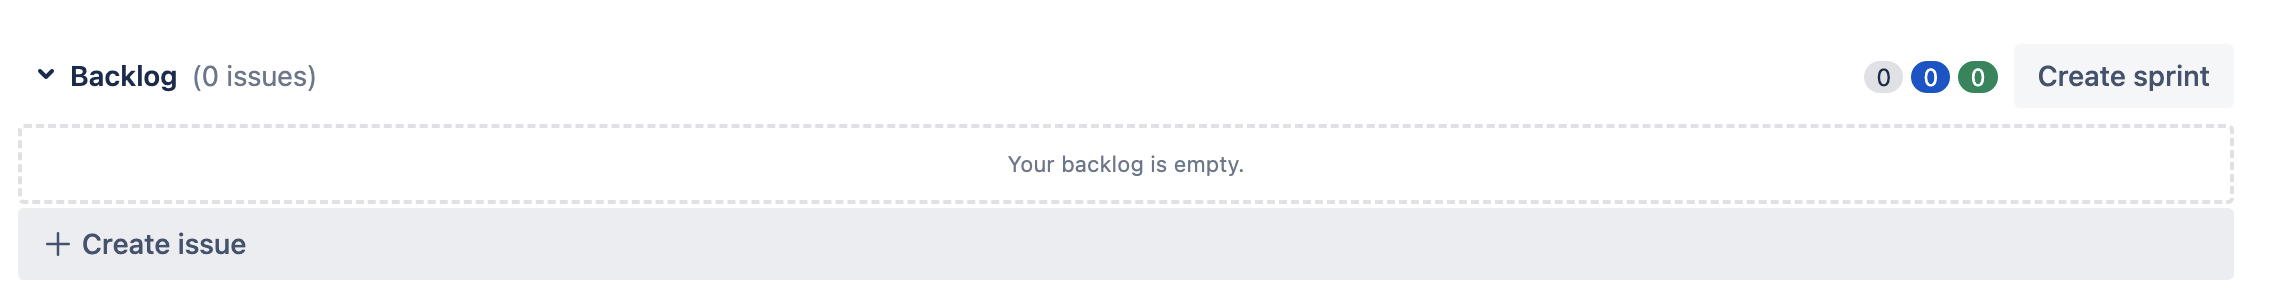 Backlog (0 issues) 0 0 0 Create sprint
Your backlog is empty.
Create issue